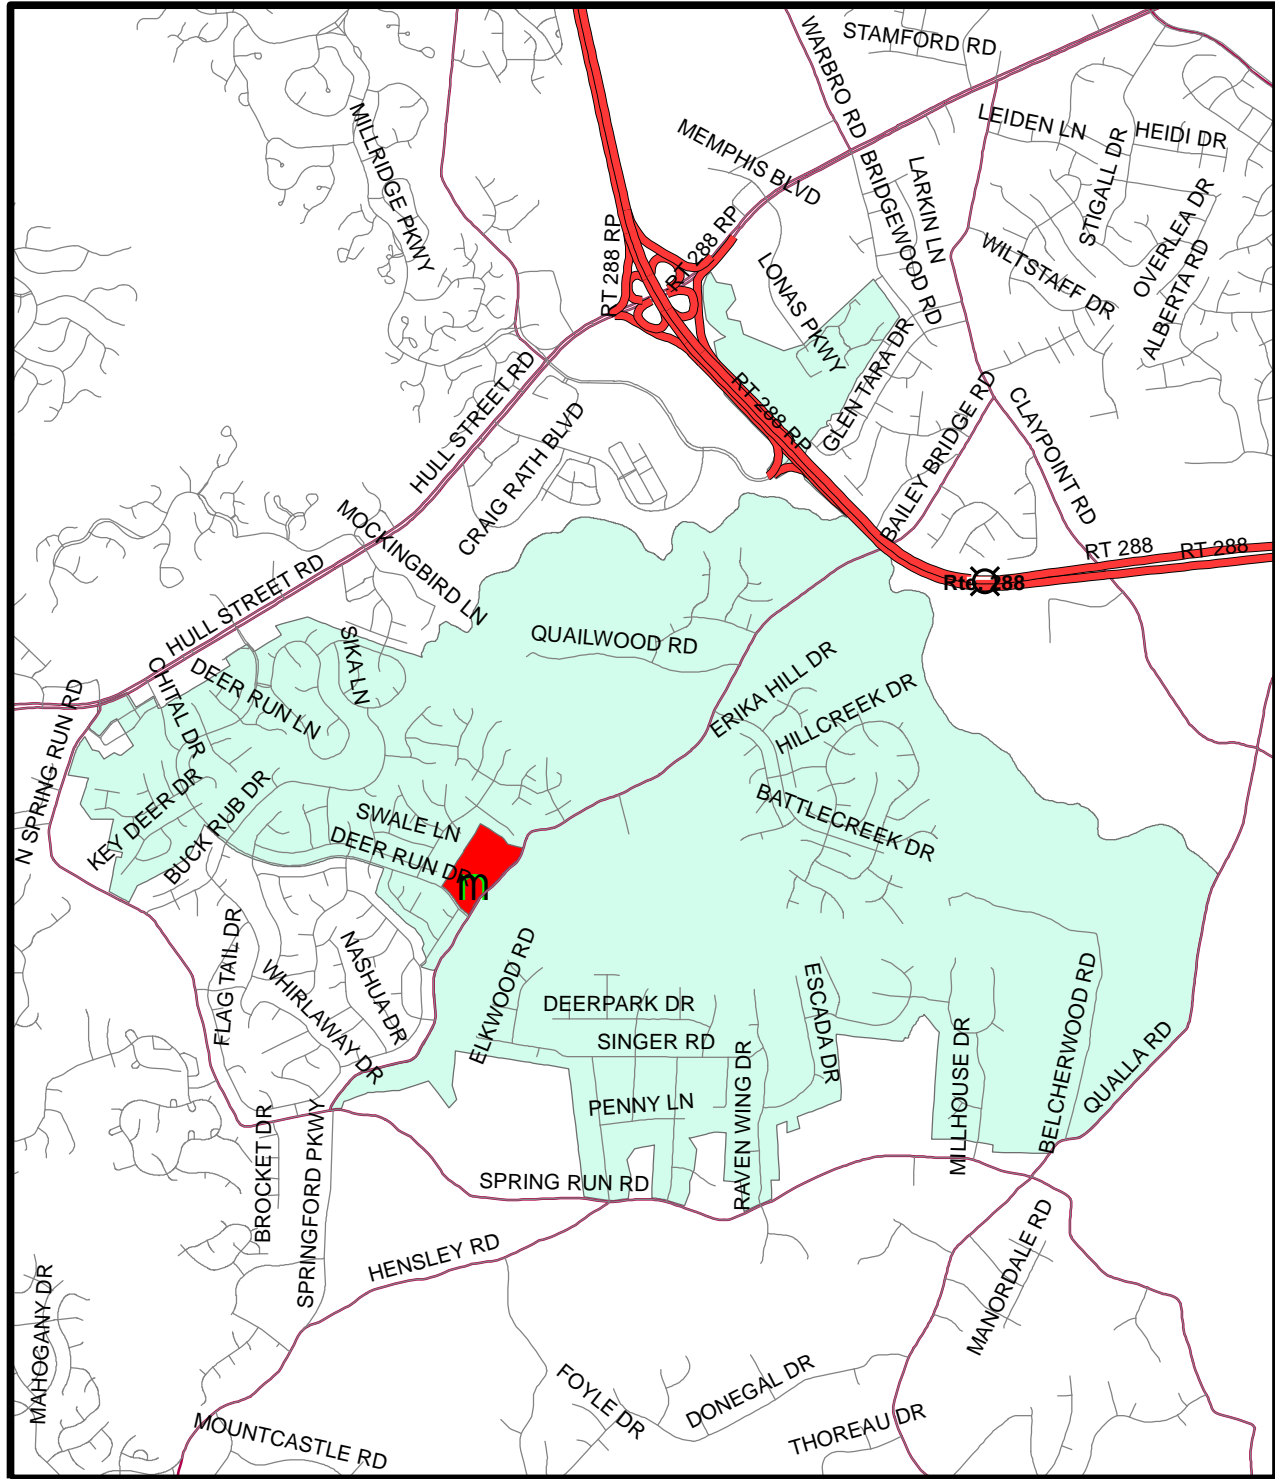 STAMFORD RD
WARBRO RD
LEIDEN LN
HEIDI DR
MILLRIDGE PKWY
MEMPHIS BLVD
STIGALL DR
BRIDGEWOOD RD
LARKIN LN
OVERLEA DR
RT 288 RP
RT 288 RP
WILTSTAFF DR
ALBERTA RD
LONAS PKWY
GLEN TARA DR
HULL STREET RD
RT 288 RP
BAILEY BRIDGE RD
CLAYPOINT RD
CRAIG RATH BLVD
MOCKINGBIRD LN
RT 288
RT 288
Rte. 288
HULL STREET RD
QUAILWOOD RD
SIKA LN
CHITAL DR
DEER RUN LN
ERIKA HILL DR
HILLCREEK DR
N SPRING RUN RD
KEY DEER DR
BUCK RUB DR
SWALE LN
DEER RUN DR
BATTLECREEK DR
m
FLAG TAIL DR
NASHUA DR
WHIRLAWAY DR
ELKWOOD RD
DEERPARK DR
ESCADA DR
SINGER RD
BELCHERWOOD RD
QUALLA RD
MILLHOUSE DR
RAVEN WING DR
PENNY LN
BROCKET DR
SPRINGFORD PKWY
SPRING RUN RD
HENSLEY RD
MANORDALE RD
MAHOGANY DR
FOYLE DR
DONEGAL DR
THOREAU DR
MOUNTCASTLE RD